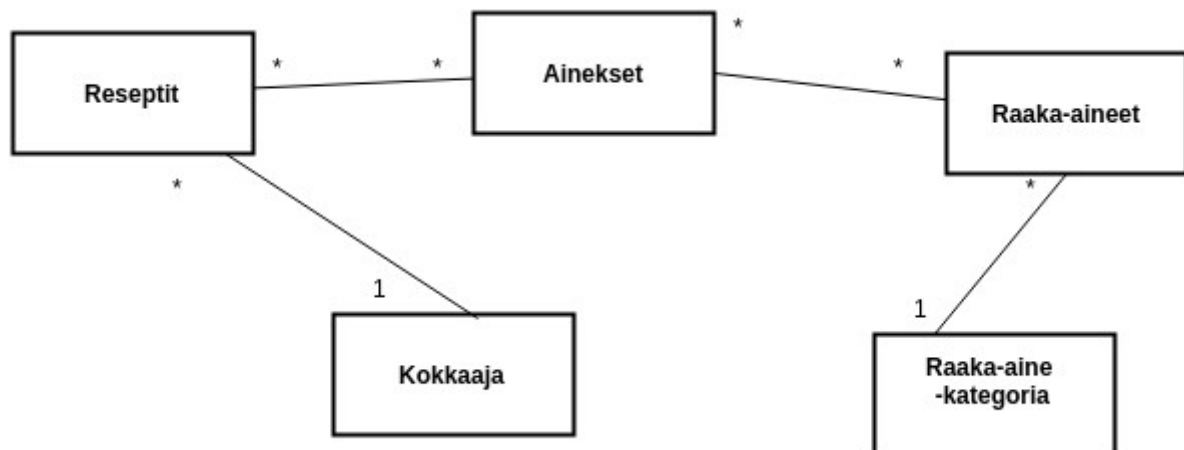 Reseptit
*
*
Ainekset
*
*
Raaka-aineet
*
1
Kokkaaja
*
1
Raaka-aine
-kategoria